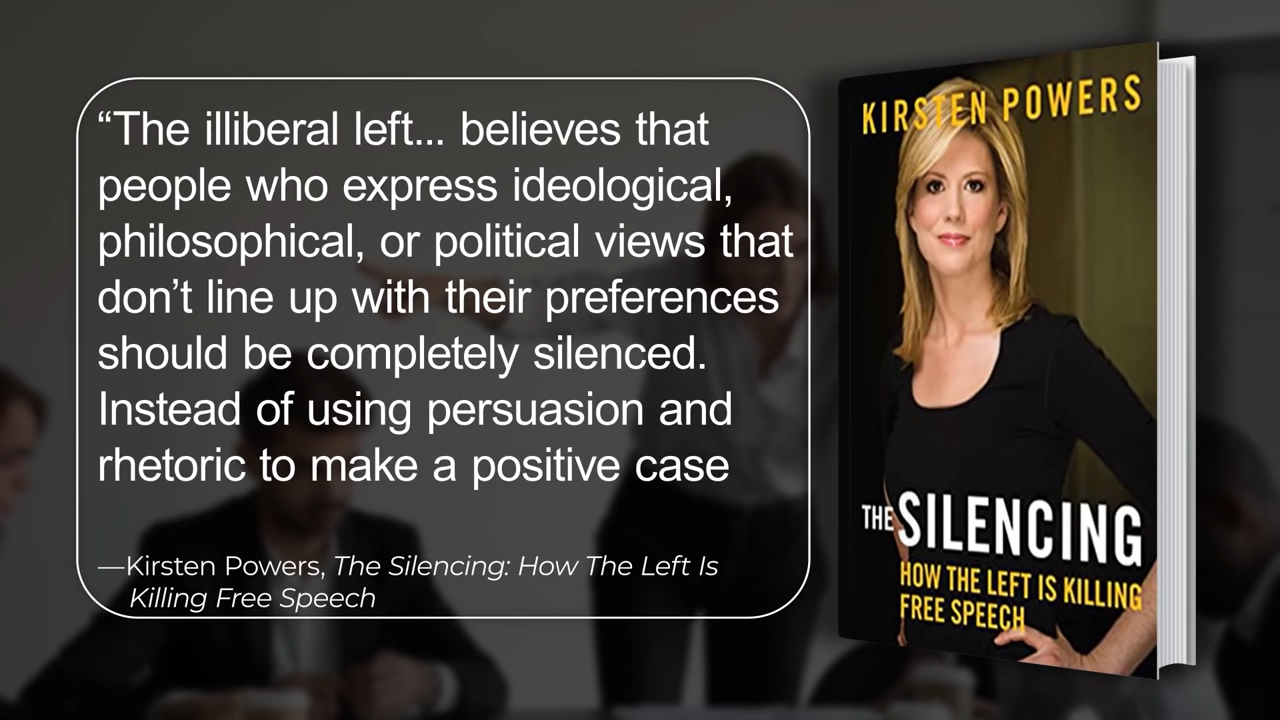 “The illiberal left... believes that
people who express ideological,
philosophical, or political views that
don’t line up with their preferences
should be completely silenced.
Instead of using persuasion and
rhetoric to make a positive case
—Kirsten Powers, The Silencing: How The Left Is
Killing Free Speech
KIRSTEN POWERS
THE SILENCING
HOW THE LEFT IS KILLING
FREE SPEECH